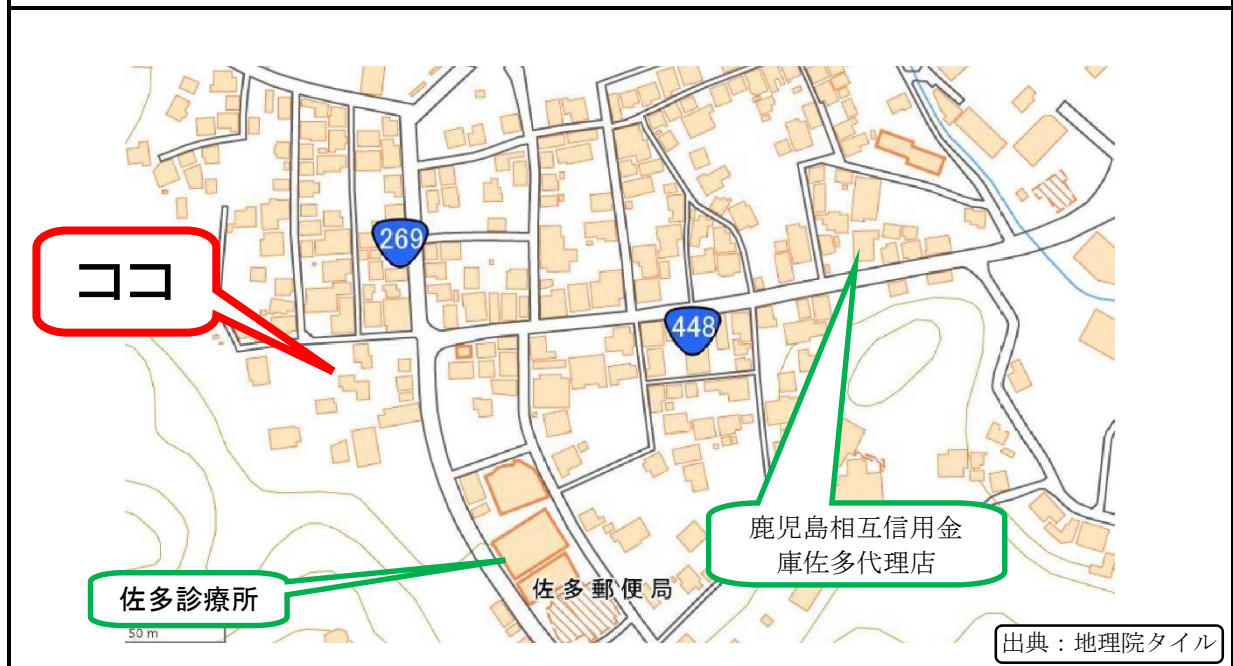 269
ココ
448
鹿児島相互信用金
庫佐多代理店
佐多診療所
佐多郵便局
50 m
出典：地理院タイル